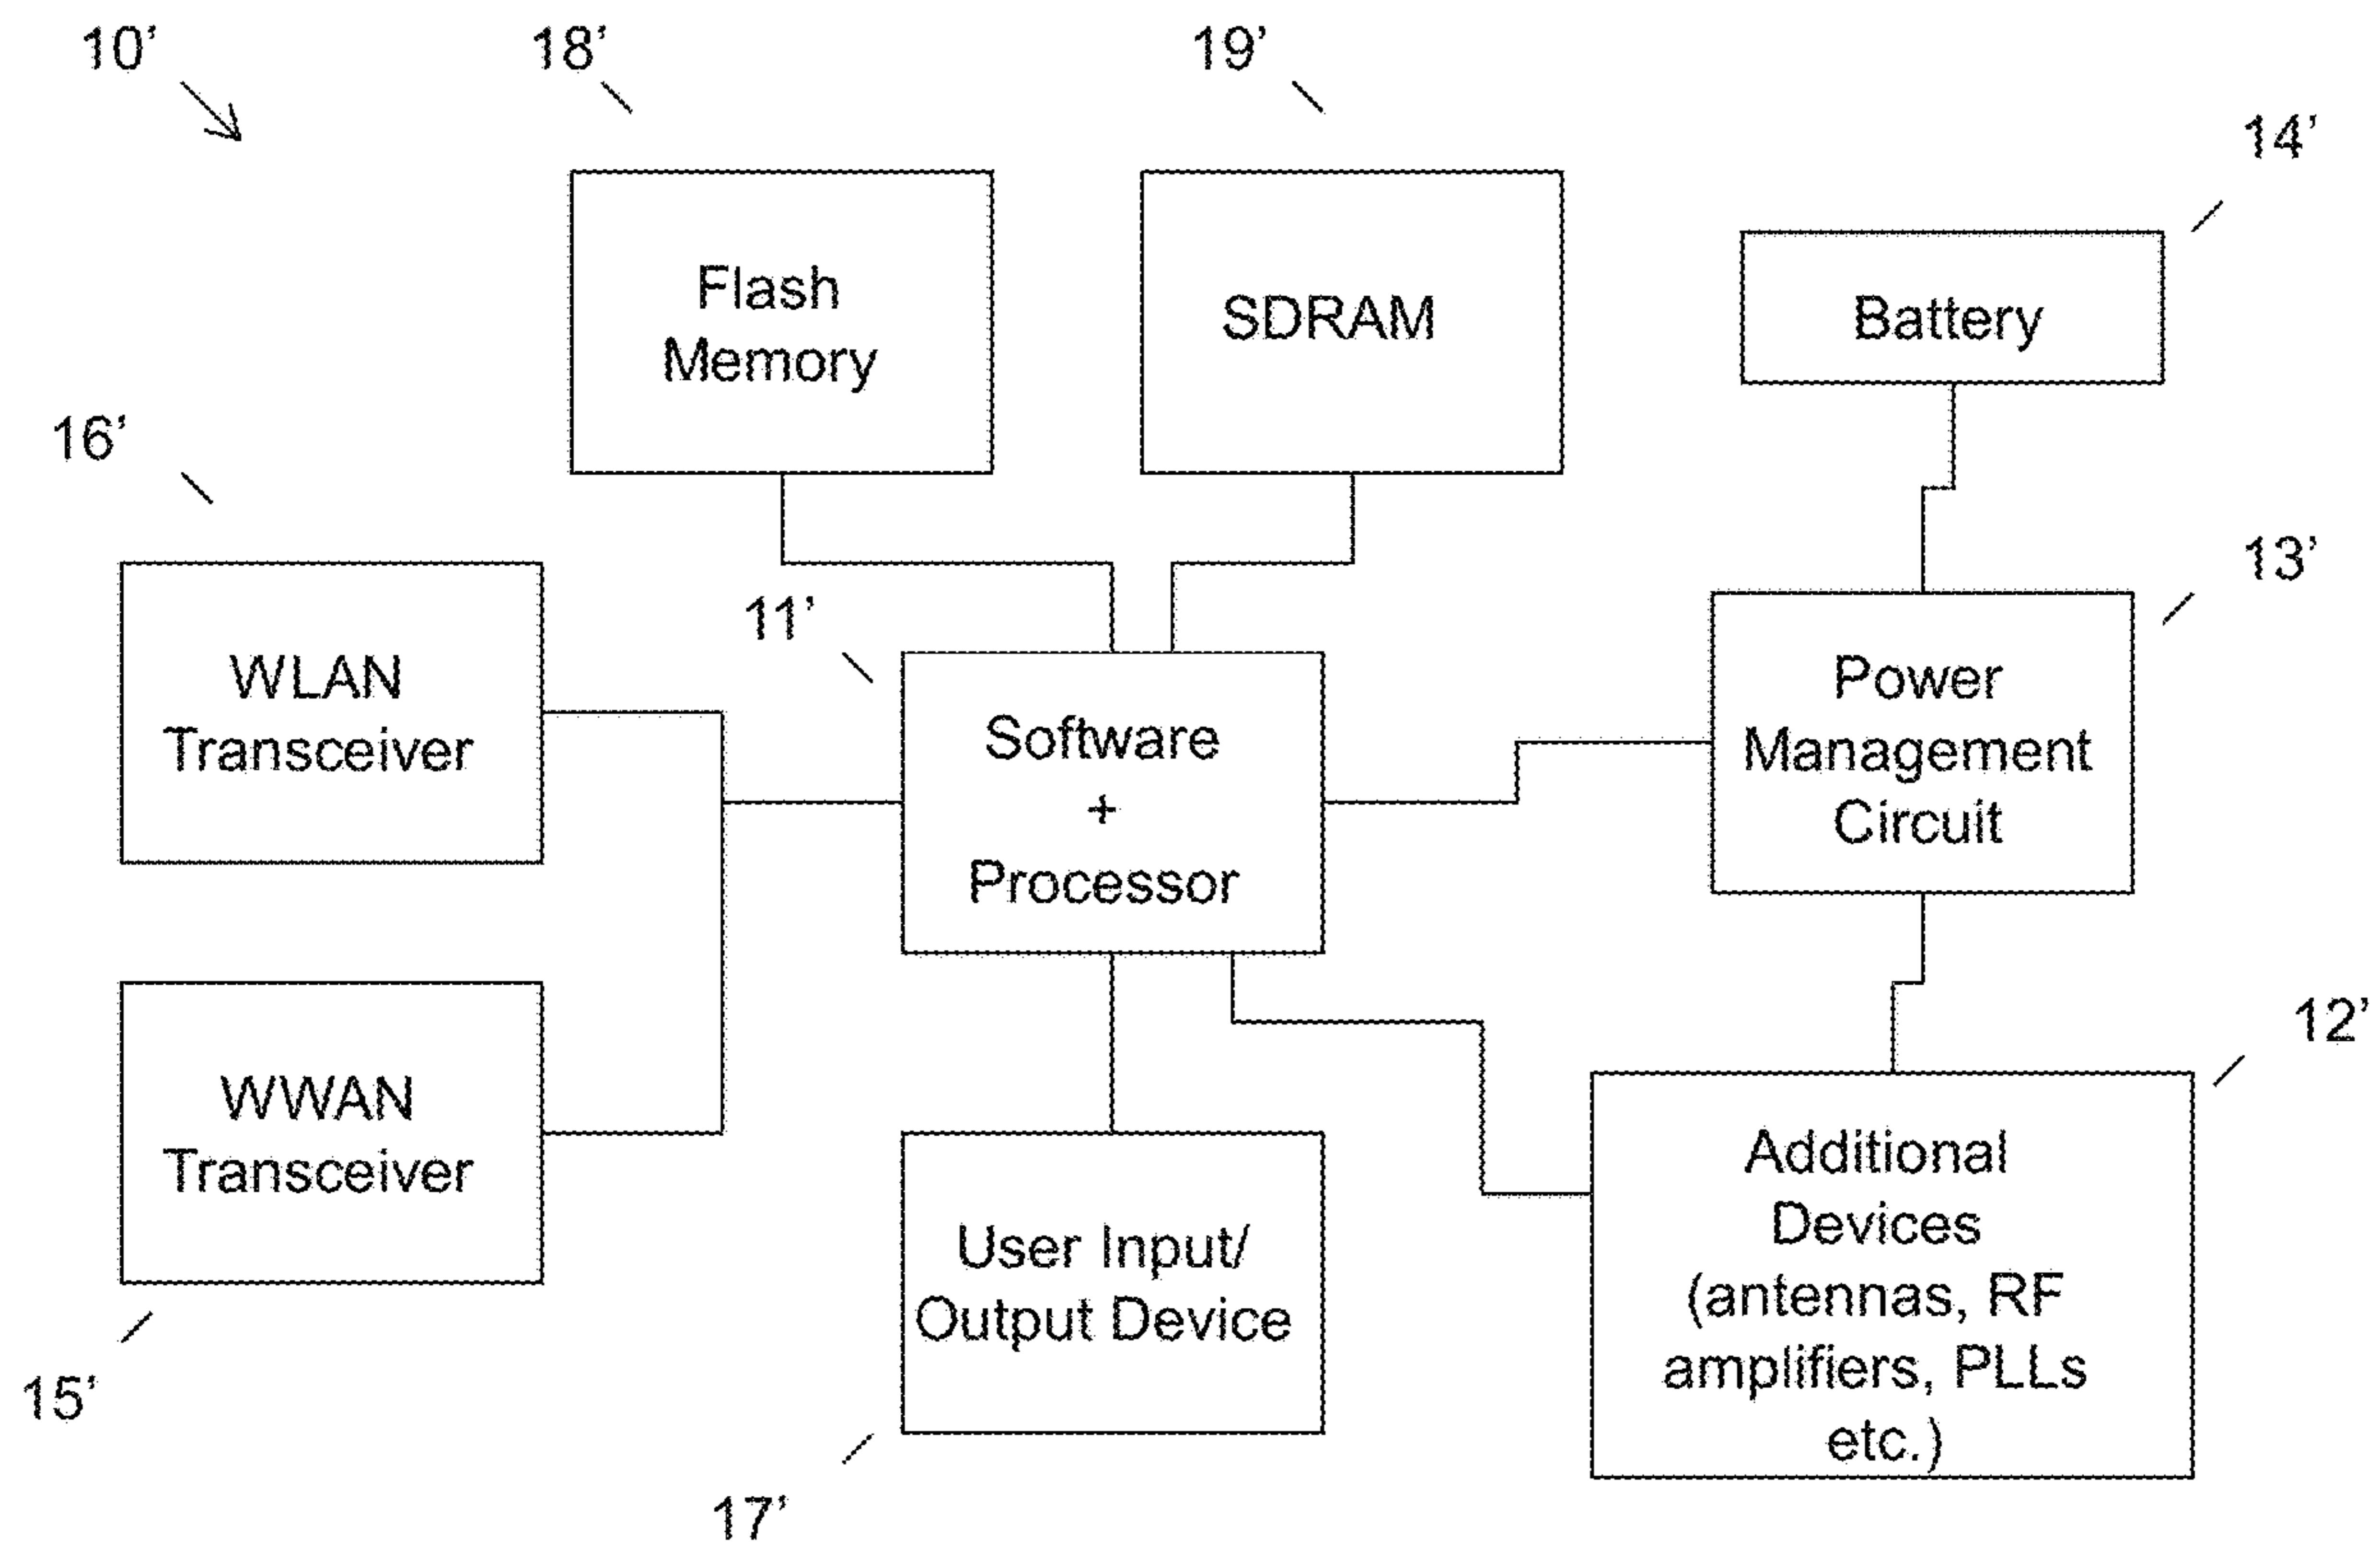 10’
18’
19’
14’
Flash
Memory
SDRAM
Battery
16’
13’
11’
WLAN
Transceiver
Software
+
Processor
Power
Management
Circuit
12’
WWAN
Transceiver
User Input/
Output Device
Additional
Devices
(antennas, RF
amplifiers, PLLs
etc.)
15’
17’